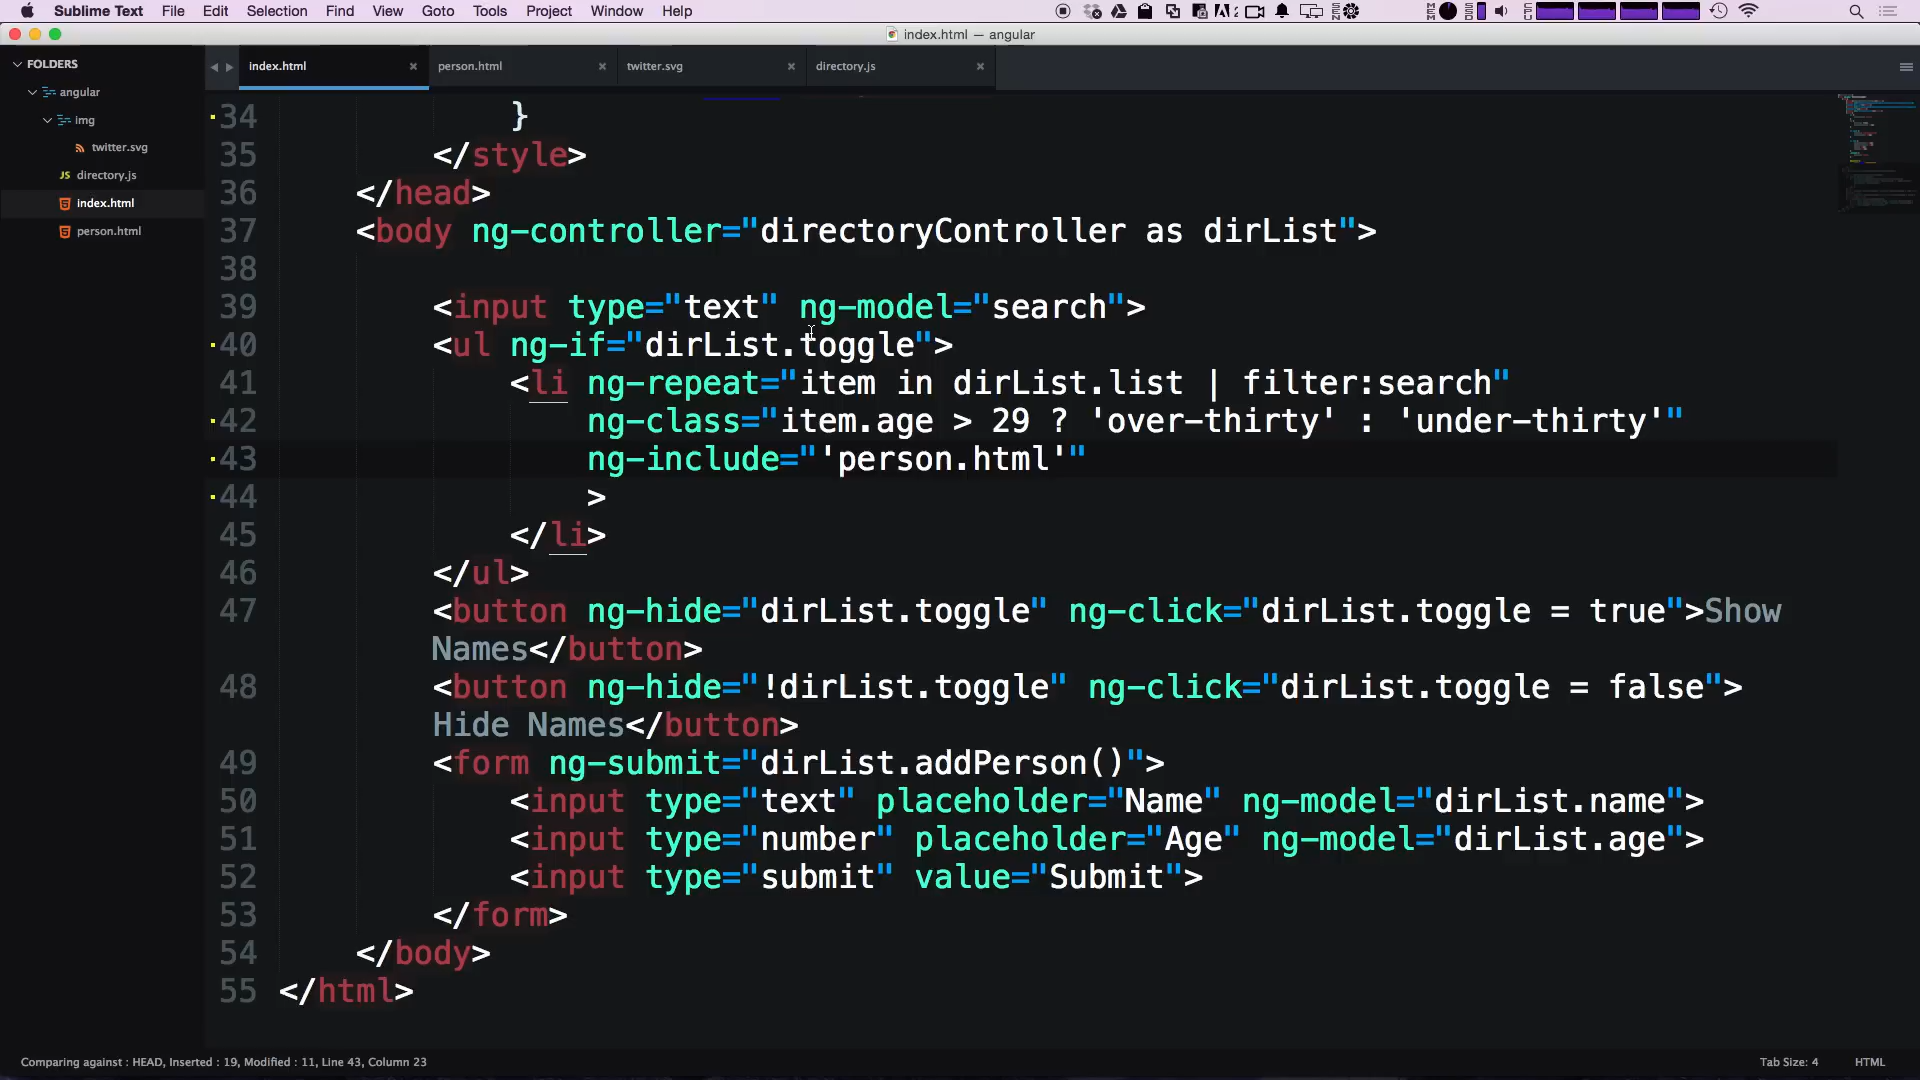 Sublime Text File Edit Selection Find View Goto Tools Project Window Help
index.html — angular
FOLDERS
angular
img
twitter.svg
directory.js
index.html
person.html
index.html × person.html × twitter.svg × directory.js ×
34 }
35 </style>
36 </head>
37 <body ng-controller="directoryController as dirList">
38
39 <input type="text" ng-model="search">
40 <ul ng-if="dirList.toggle">
41 <li ng-repeat="item in dirList.list | filter:search"
42 ng-class="item.age > 29 ? 'over-thirty' : 'under-thirty'"
43 ng-include="'person.html'"
44 >
45 </li>
46 </ul>
47 <button ng-hide="dirList.toggle" ng-click="dirList.toggle = true">Show
Names</button>
48 <button ng-hide="!dirList.toggle" ng-click="dirList.toggle = false">
Hide Names</button>
49 <form ng-submit="dirList.addPerson()">
50 <input type="text" placeholder="Name" ng-model="dirList.name">
51 <input type="number" placeholder="Age" ng-model="dirList.age">
52 <input type="submit" value="Submit">
53 </form>
54 </body>
55 </html>
Comparing against : HEAD, Inserted : 19, Modified : 11, Line 43, Column 23
Tab Size: 4 HTML